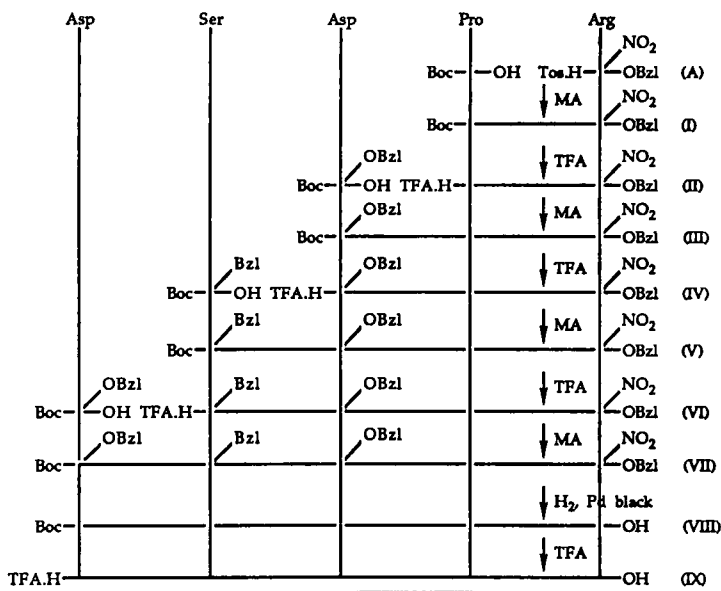 Asp Ser Asp Pro Arg
NO2
Boc OH Tos.H OBzl (A)
MA NO2
Boc OBzl (I)
OBzl TFA NO2
Boc OH TFA.H OBzl (II)
OBzl MA NO2
Boc OBzl (III)
Bzl OBzl TFA NO2
Boc OH TFA.H OBzl (IV)
Bzl OBzl MA NO2
Boc OBzl (V)
OBzl Bzl OBzl TFA NO2
Boc OH TFA.H OBzl (VI)
OBzl Bzl OBzl MA NO2
Boc OBzl (VII)
H2, Pd black
Boc OH (VIII)
TFA
TFA.H OH (IX)